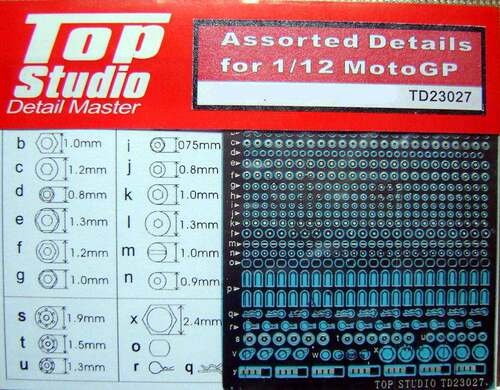 Top
Studio
Detail Master
Assorted Details
for 1/12 MotoGP
TD23027
b 1.0mm i 075mm
c 1.2mm j 0.8mm
d 0.8mm k 1.0mm
e 1.3mm l 1.3mm
f 1.2mm m 1.0mm
g 1.0mm n 0.9mm
s 1.9mm x 2.4mm
t 1.5mm o
u 1.3mm r q
c
d
e
f
g
h
i
j
k
l
m
n
o
p
q
r
s
v w x
y
TOP STUDIO TD23027.